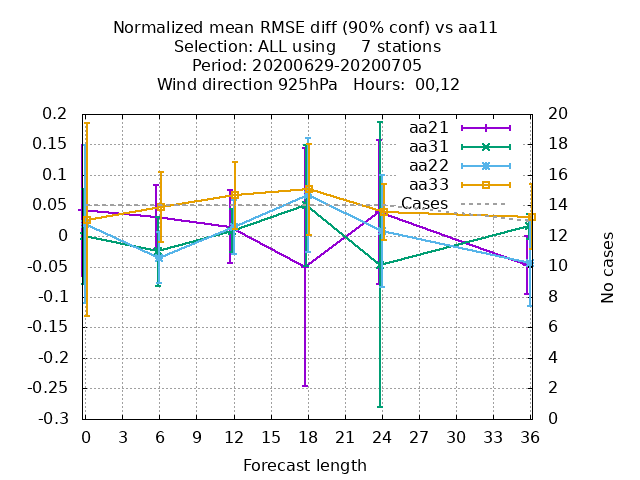 Normalized mean RMSE diff (90% conf) vs aa11
Selection: ALL using     7 stations
Period: 20200629-20200705
Wind direction 925hPa   Hours:  00,12
0.2
0.15
0.1
0.05
0
-0.05
-0.1
-0.15
-0.2
-0.25
-0.3
20
18
16
14
12
10
8
6
4
2
0
aa21
aa31
aa22
aa33
Cases
No cases
0 3 6 9 12 15 18 21 24 27 30 33 36
Forecast length